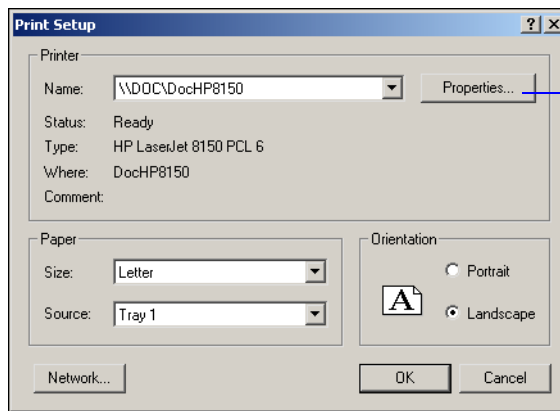 Print Setup
Printer
Name: \\DOC\DocHP8150 Properties...
Status: Ready
Type: HP LaserJet 8150 PCL 6
Where: DocHP8150
Comment:
Paper
Size: Letter
Source: Tray 1
Orientation
Portrait
A
Landscape
Network... OK Cancel